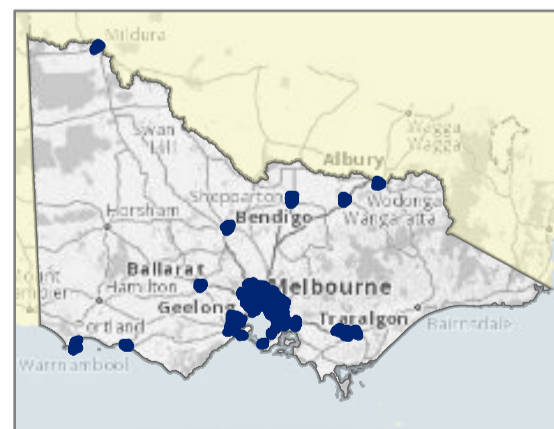 Mildura
Swan
Hill
Wagga
Wagga
Albury
Shepparton
Wodonga
Bendigo
Wangaratta
Horsham
Ballarat
Melbourne
Hamilton
Geelong
Traralgon
Portland
Bairnsdale
Warrnambool